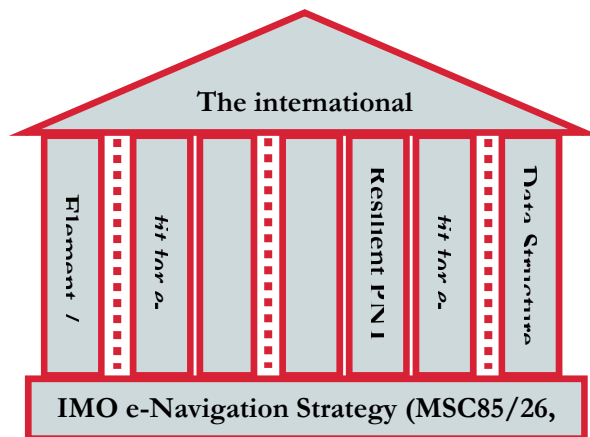 The international
Element /
fit for e-
Resilient PNT
fit for e-
Data Structure
IMO e-Navigation Strategy (MSC85/26,